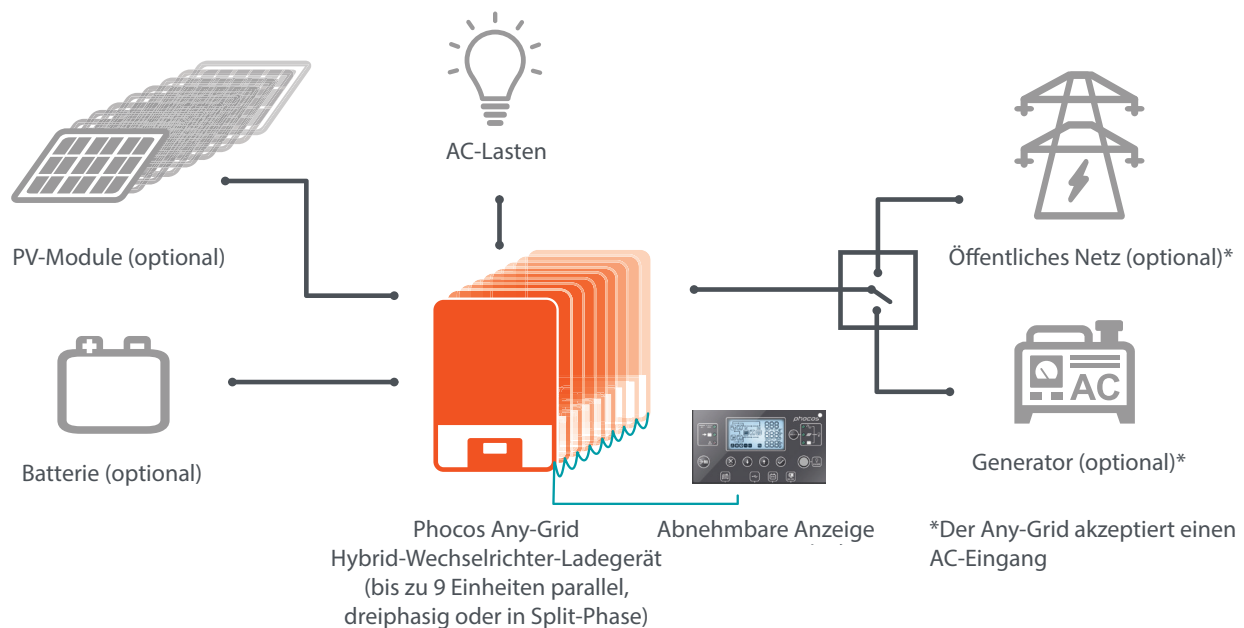 AC-Lasten
PV-Module (optional)
Öffentliches Netz (optional)*
Batterie (optional)
AC
Generator (optional)*
phocos
Phocos Any-Grid
Hybrid-Wechselrichter-Ladegerät
(bis zu 9 Einheiten parallel,
dreiphasig oder in Split-Phase)
Abnehmbare Anzeige
*Der Any-Grid akzeptiert einen
AC-Eingang